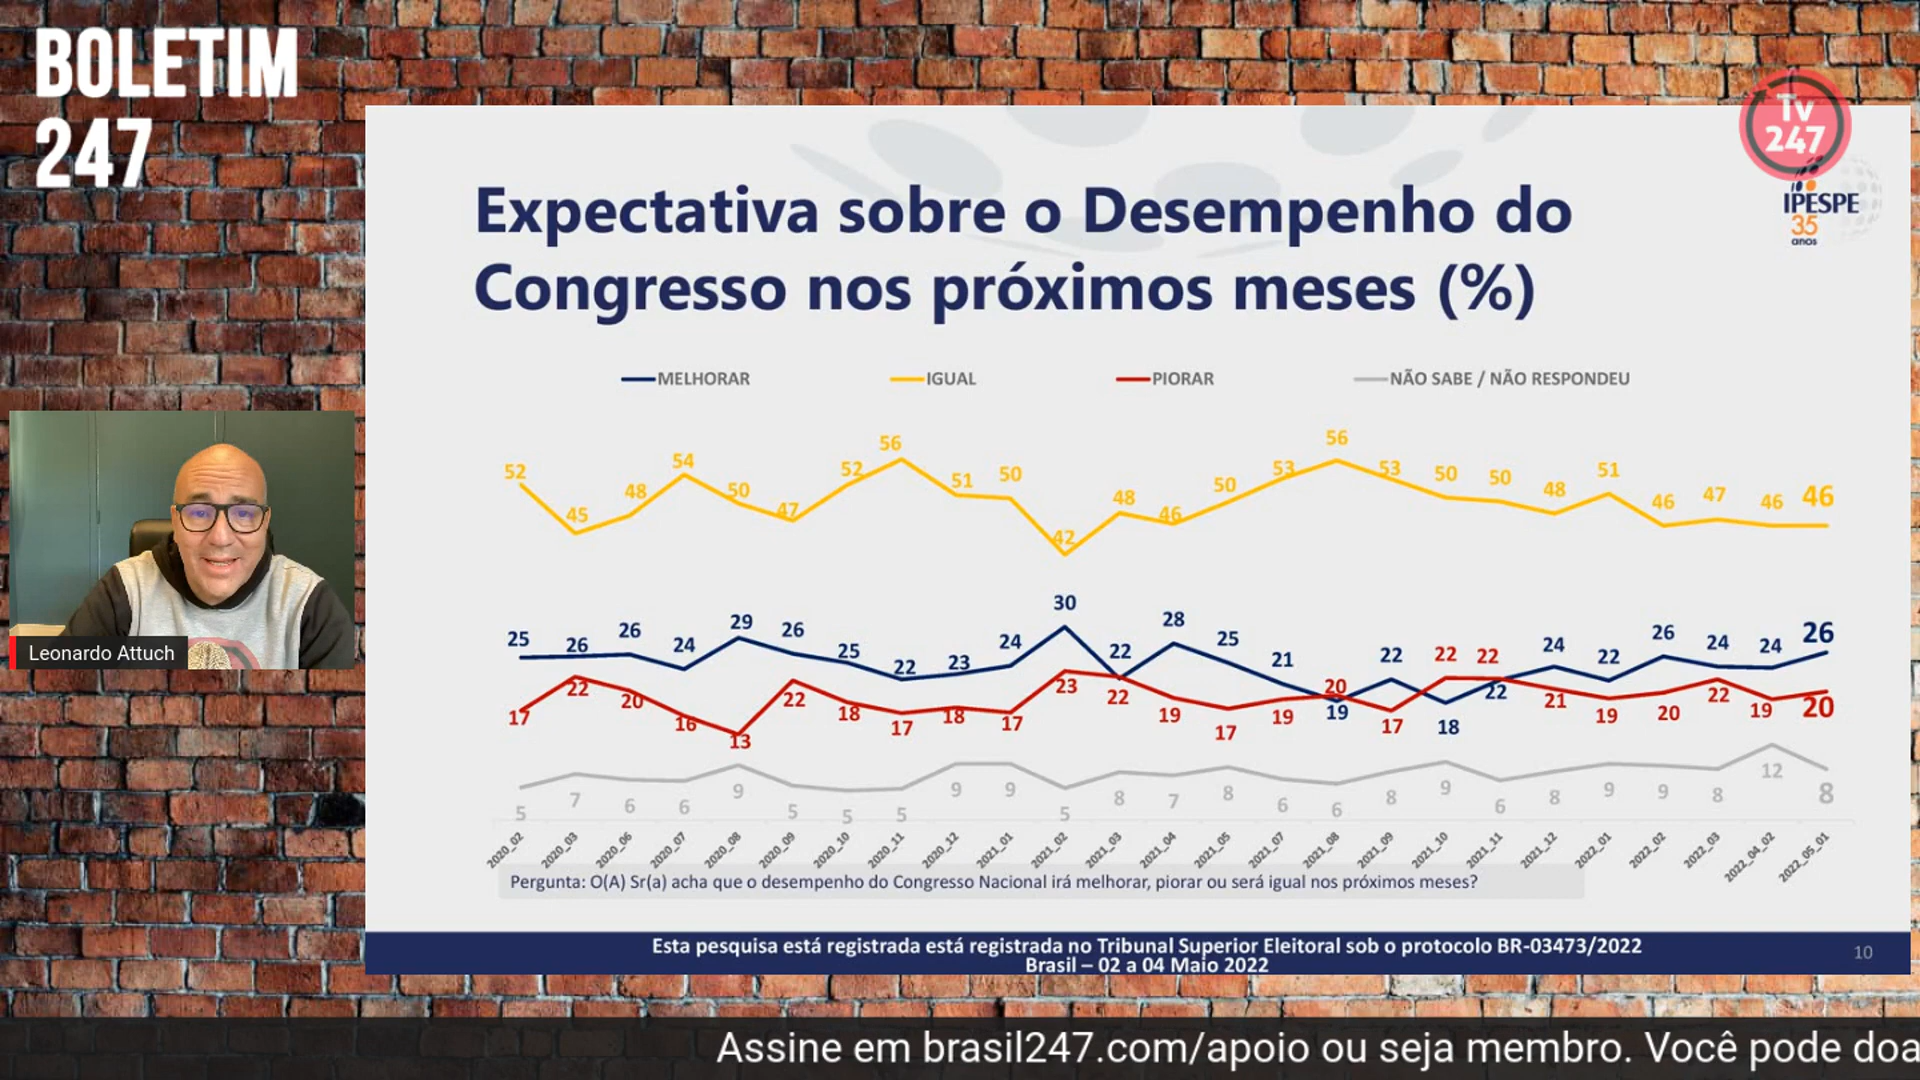 BOLETIM
247
Tv
247
IPESPE
35
anos
Expectativa sobre o Desempenho do
Congresso nos próximos meses (%)
MELHORAR IGUAL PIORAR NÃO SABE / NÃO RESPONDEU
52 45 48 54 50 47 52 56 51 50 42 48 46 50 53 56 53 50 50 48 51 46 47 46 46
25 26 26 24 29 26 25 22 23 24 30 22 28 25 21 19 22 18 22 24 22 26 24 24 26
17 22 20 16 13 22 18 17 18 17 23 22 19 17 19 20 17 22 22 21 19 20 22 19 20
5 7 6 6 9 5 5 5 9 9 5 8 7 8 6 6 8 9 6 8 9 9 8 12 8
2020_02 2020_03 2020_06 2020_07 2020_08 2020_09 2020_10 2020_11 2020_12 2021_01 2021_02 2021_03 2021_04 2021_05 2021_07 2021_08 2021_09 2021_10 2021_11 2021_12 2022_01 2022_02 2022_03 2022_04_02 2022_05_01
Pergunta: O(A) Sr(a) acha que o desempenho do Congresso Nacional irá melhorar, piorar ou será igual nos próximos meses?
Esta pesquisa está registrada está registrada no Tribunal Superior Eleitoral sob o protocolo BR-03473/2022
Brasil – 02 a 04 Maio 2022
10
Leonardo Attuch
Assine em brasil247.com/apoio ou seja membro. Você pode doa